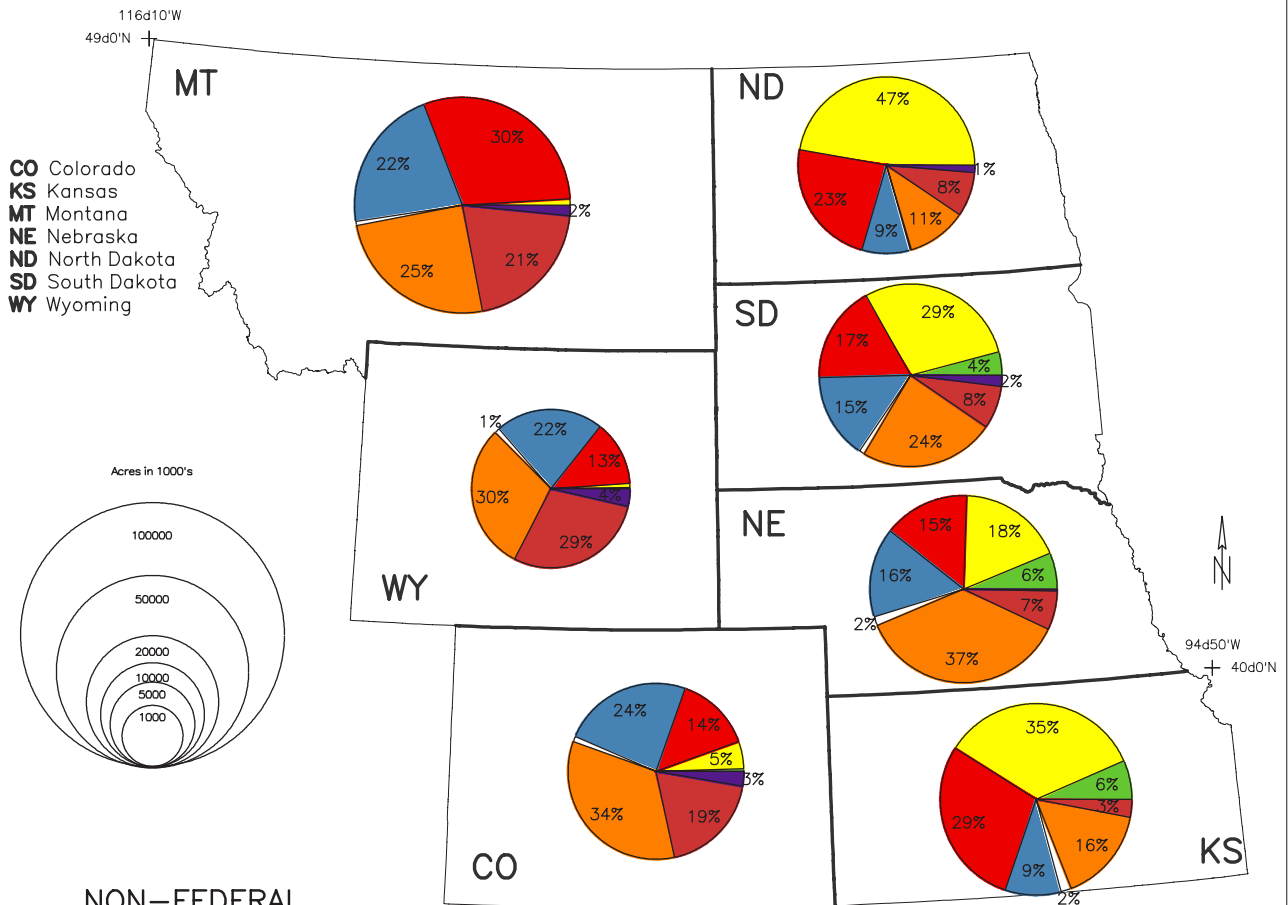 116d10'W
49d0'N
MT
30%
22%
2%
25%
21%
ND
47%
1%
8%
23%
11%
9%
CO Colorado
KS Kansas
MT Montana
NE Nebraska
ND North Dakota
SD South Dakota
WY Wyoming
SD
29%
17%
4%
2%
15%
8%
24%
WY
1%
22%
13%
4%
30%
29%
Acres in 1000's
100000
50000
20000
10000
5000
1000
NE
15%
18%
16%
6%
7%
2%
37%
N
94d50'W
40d0'N
CO
24%
14%
5%
3%
34%
19%
KS
35%
6%
3%
29%
16%
9%
2%
NON-FEDERAL